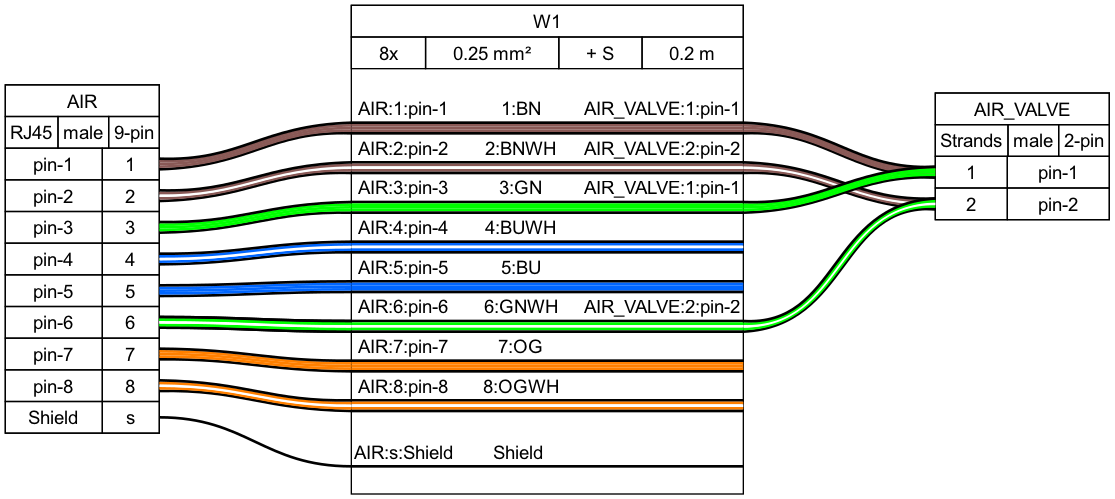 W1
8x 0.25 mm² + S 0.2 m
AIR
RJ45 male 9-pin
pin-1 1
pin-2 2
pin-3 3
pin-4 4
pin-5 5
pin-6 6
pin-7 7
pin-8 8
Shield s
AIR:1:pin-1 1:BN AIR_VALVE:1:pin-1
AIR:2:pin-2 2:BNWH AIR_VALVE:2:pin-2
AIR:3:pin-3 3:GN AIR_VALVE:1:pin-1
AIR:4:pin-4 4:BUWH
AIR:5:pin-5 5:BU
AIR:6:pin-6 6:GNWH AIR_VALVE:2:pin-2
AIR:7:pin-7 7:OG
AIR:8:pin-8 8:OGWH
AIR:s:Shield Shield
AIR_VALVE
Strands male 2-pin
1 pin-1
2 pin-2